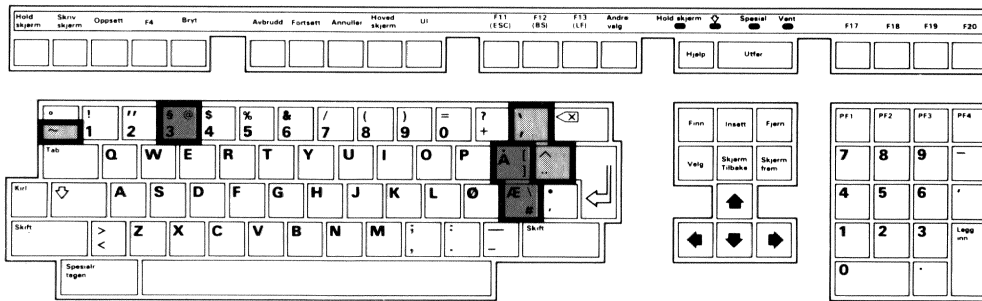 Hold skjerm Skriv skjerm Oppsett F4 Bryt Avbrudd Fortsett Annuller Hoved skjerm Ut F11 (ESC) F12 (BS) F13 (LF) Andre valg Hold skjerm Spesial Vent F17 F18 F19 F20
Hjelp Utfør
° ! 1 " 2 § @ 3 $ 4 % 5 & 6 / 7 ( 8 ) 9 = 0 ? + ` ´
~
Finn Insett Fjern PF1 PF2 PF3 PF4
Tab Q W E R T Y U I O P Å [ ] ^ ¨
Velg Skjerm Tilbake Skjerm frem 7 8 9 –
Ktrl A S D F G H J K L Ø Æ \ # * '
4 5 6 ,
Skift > < Z X C V B N M ; , : . — - Skift
1 2 3 Legg inn
Spesialtegen
0 .